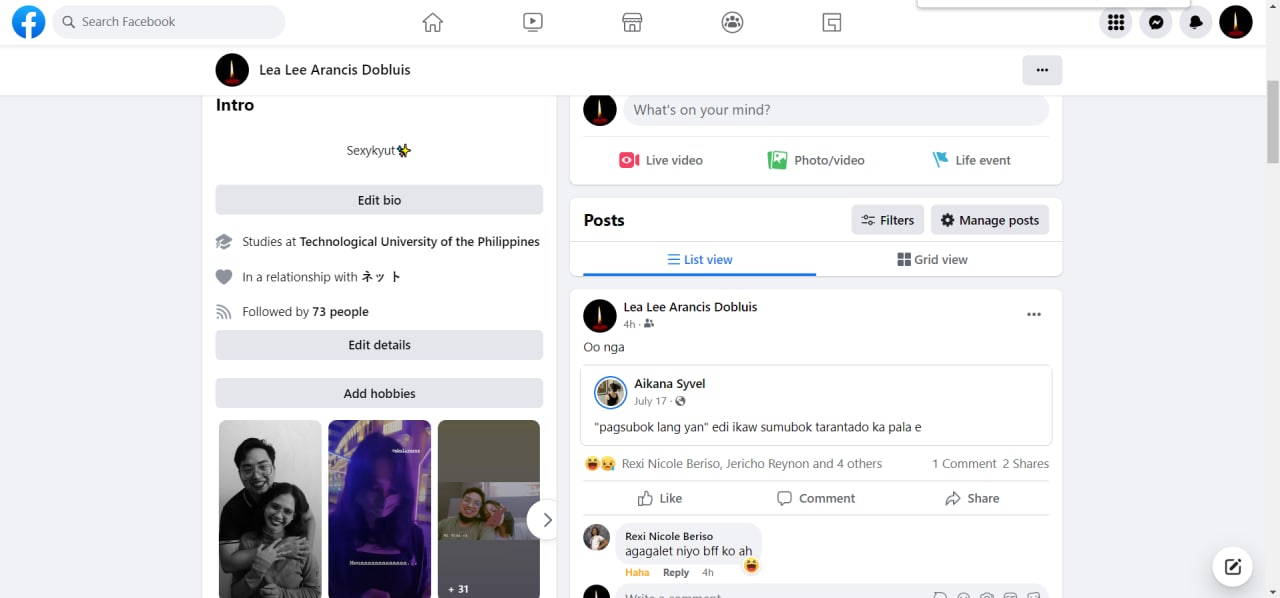 Search Facebook
Lea Lee Arancis Dobluis
Intro
Sexykyut✨
Edit bio
Studies at Technological University of the Philippines
In a relationship with ネット
Followed by 73 people
Edit details
Add hobbies
+ 31
What's on your mind?
Live video
Photo/video
Life event
Posts
Filters
Manage posts
List view
Grid view
Lea Lee Arancis Dobluis
4h ·
Oo nga
Aikana Syvel
July 17 ·
"pagsubok lang yan" edi ikaw sumubok tarantado ka pala e
Rexi Nicole Beriso, Jericho Reynon and 4 others
1 Comment 2 Shares
Like
Comment
Share
Rexi Nicole Beriso
agagalet niyo bff ko ah
Haha Reply 4h
Write a comment